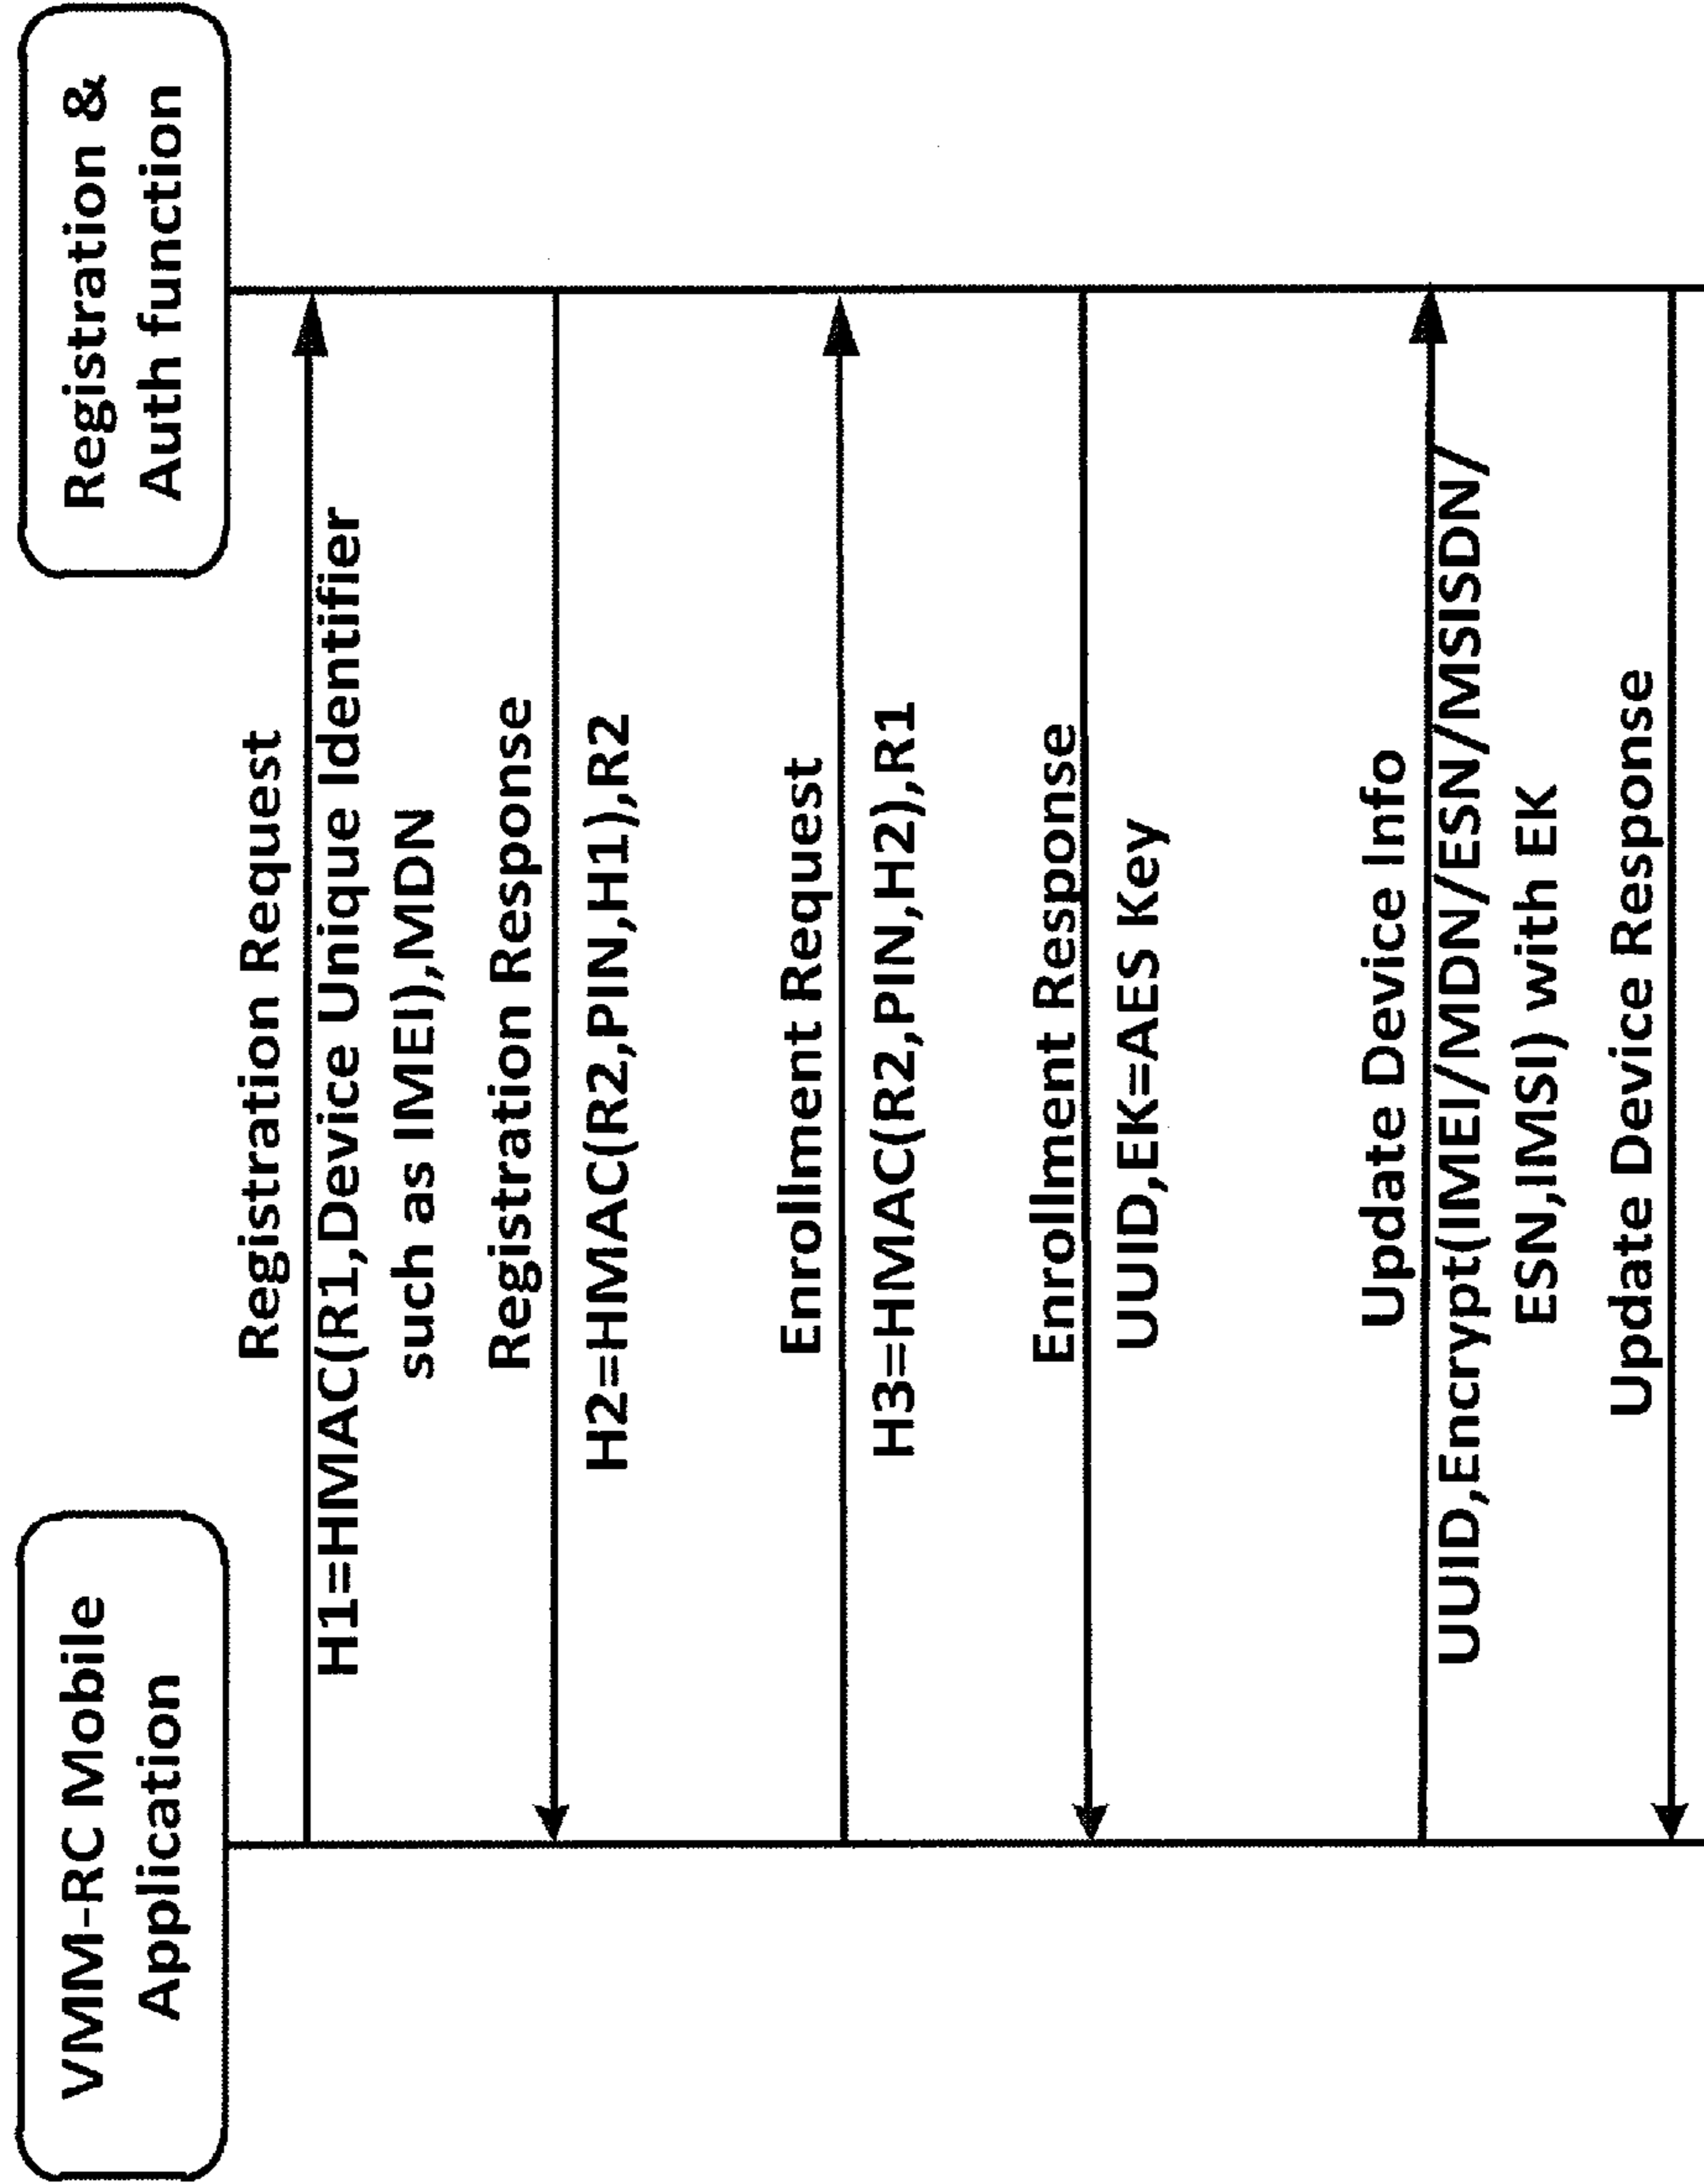 VMM-RC Mobile
Application
Registration &
Auth function
Registration Request
H1=HMAC(R1,Device Unique Identifier
such as IMEI),MDN
Registration Response
H2=HMAC(R2,PIN,H1),R2
Enrollment Request
H3=HMAC(R2,PIN,H2),R1
Enrollment Response
UUID,EK=AES Key
Update Device Info
UUID,Encrypt(IMEI/MDN/ESN/MSISDN/
ESN,IMSI) with EK
Update Device Response